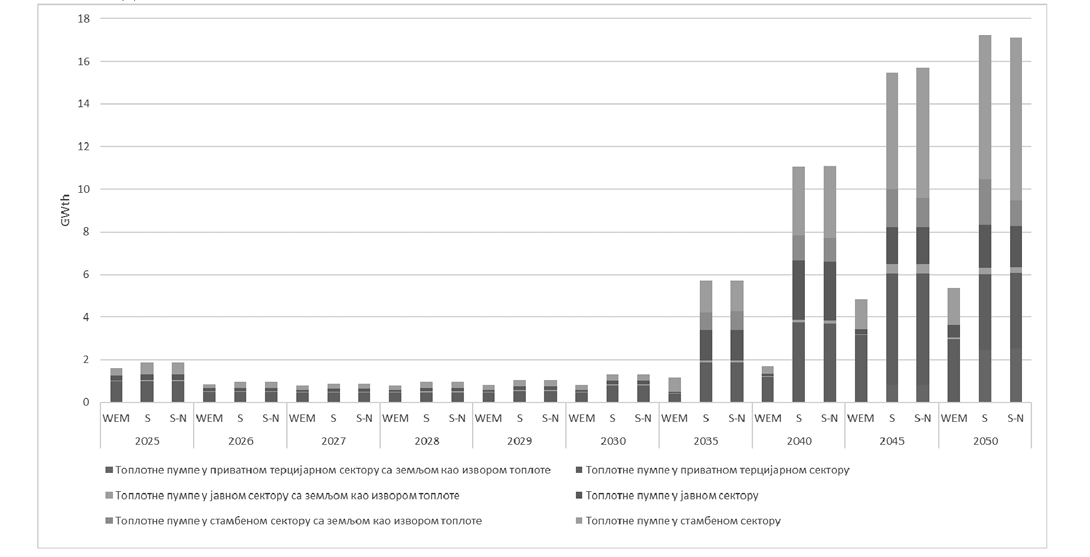 18
16
14
12
10
8
6
4
2
0
GWth
WEM S S-N WEM S S-N WEM S S-N WEM S S-N WEM S S-N WEM S S-N WEM S S-N WEM S S-N WEM S S-N WEM S S-N
2025 2026 2027 2028 2029 2030 2035 2040 2045 2050
Топлотне пумпе у приватном терцијарном сектору са земљом као извором топлоте Топлотне пумпе у приватном терцијарном сектору
Топлотне пумпе у јавном сектору са земљом као извором топлоте Топлотне пумпе у јавном сектору
Топлотне пумпе у стамбеном сектору са земљом као извором топлоте Топлотне пумпе у стамбеном сектору